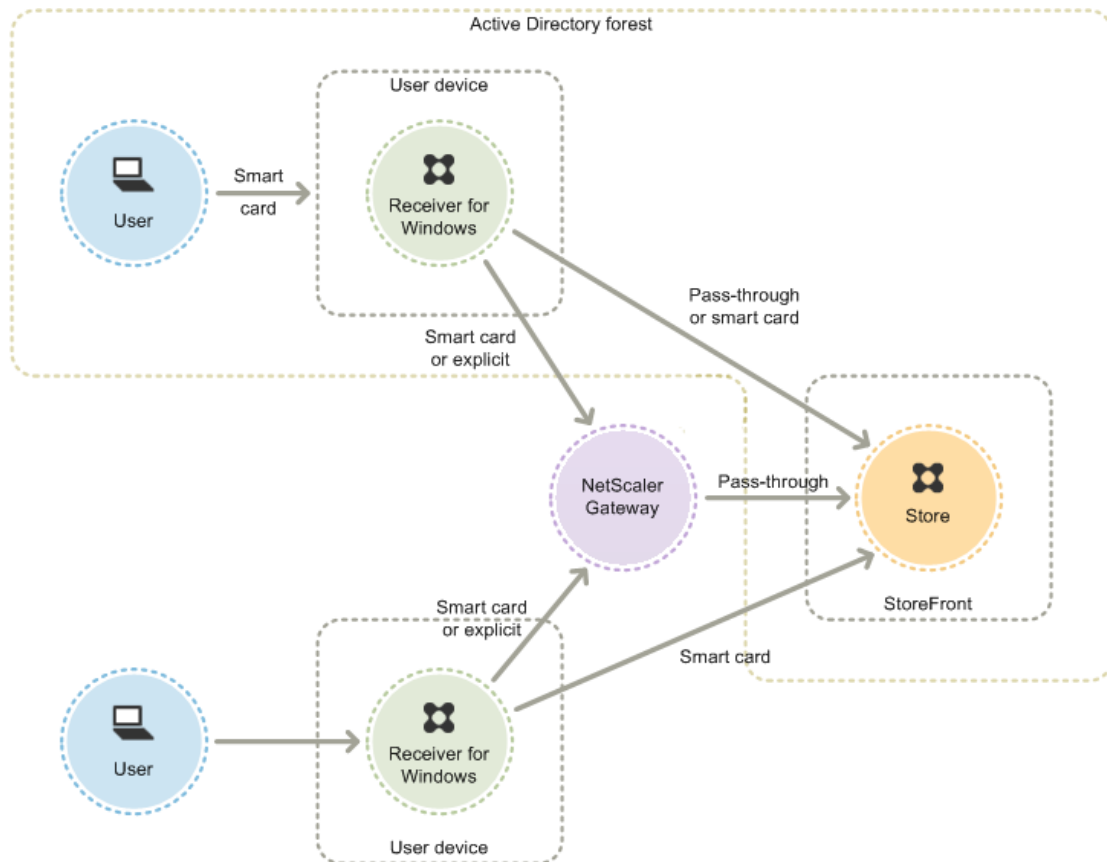 Active Directory forest
User device
Smart
card
User
Receiver for
Windows
Pass-through
or smart card
Smart card
or explicit
NetScaler
Gateway
Pass-through
Store
StoreFront
Smart card
or explicit
Smart card
User
Receiver for
Windows
User device